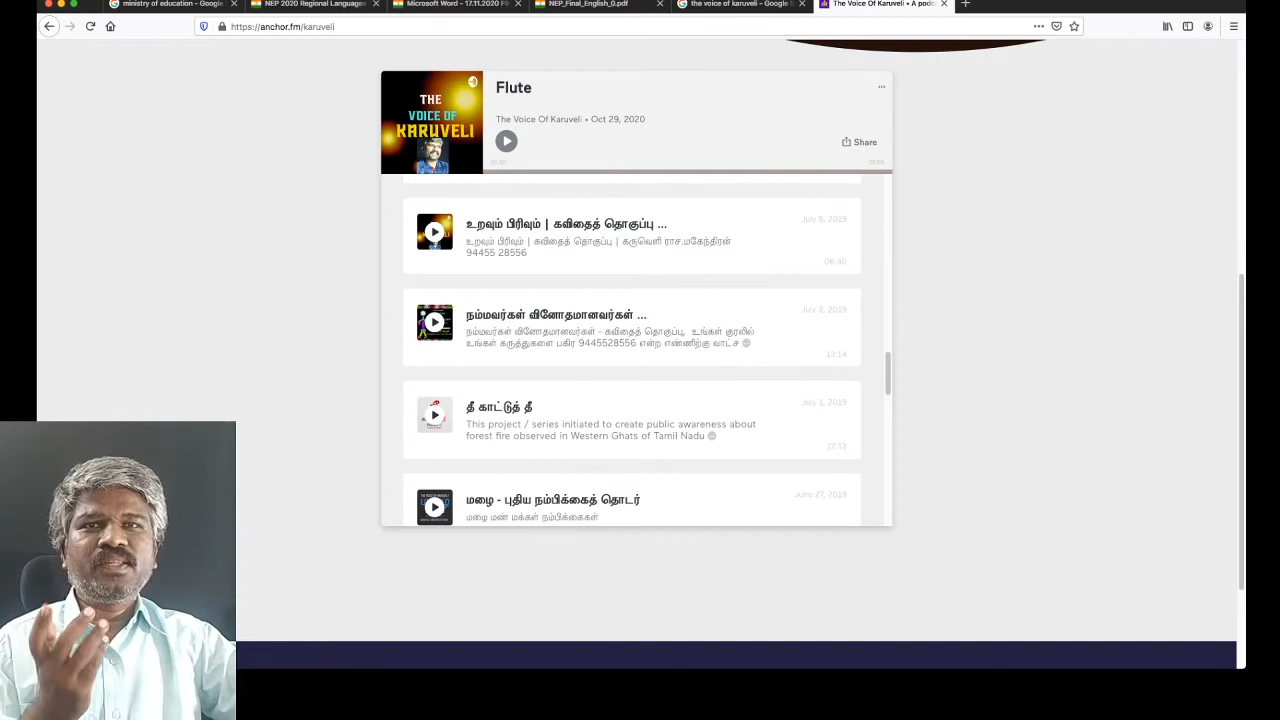 ministry of education - Google
NEP 2020 Regional Languages
Microsoft Word - 17.11.2020
NEP_Final_English_0.pdf
the voice of karuveli - Google S
The Voice Of Karuveli • A podc
https://anchor.fm/karuveli
THE
VOICE OF
KARUVELI
Flute
The Voice Of Karuveli • Oct 29, 2020
Share
00:00
உறவும் பிரிவும் | கவிதைத் தொகுப்பு ...
July 5, 2019
உறவும் பிரிவும் | கவிதைத் தொகுப்பு | கருவெளி ராச.மகேந்திரன்
94455 28556
06:40
நம்மவர்கள் வினோதமானவர்கள் ...
July 2, 2019
நம்மவர்கள் வினோதமானவர்கள் - கவிதைத் தொகுப்பு, உங்கள் குரலில்
உங்கள் கருத்துகளை பகிர 9445528556 என்ற எண்ணிற்கு வாட்ச
13:14
தீ காட்டுத் தீ
July 1, 2019
This project / series initiated to create public awareness about
forest fire observed in Western Ghats of Tamil Nadu
மழை - புதிய நம்பிக்கைத் தொடர்
June 27, 2019
மழை மண் மக்கள் நம்பிக்கைகள்